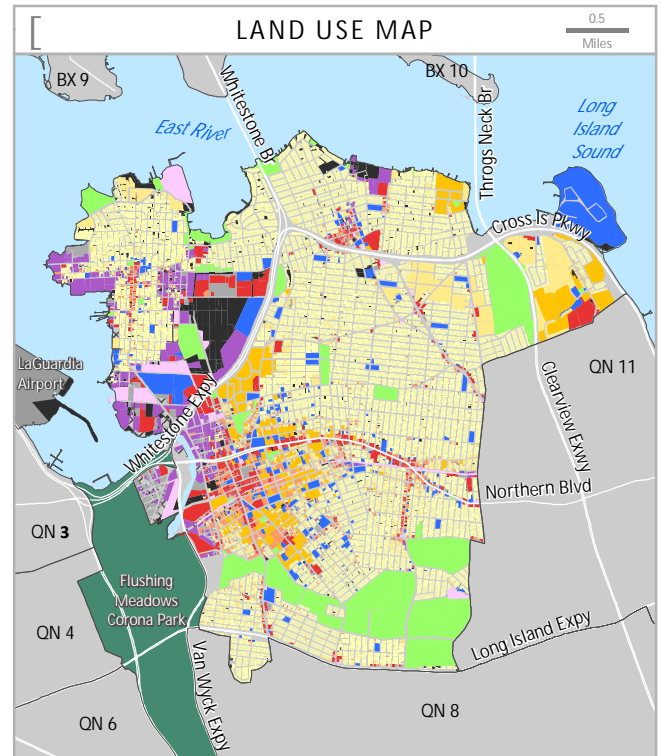 [ LAND USE MAP
0.5
Miles
BX 9
BX 10
Whitestone Br
Throgs Neck Br
East River
Long
Island
Sound
Cross Is Pkwy
LaGuardia
Airport
QN 11
Clearview Exwy
Whitestone Expy
Northern Blvd
QN 3
Flushing
Meadows
Corona Park
QN 4
Long Island Expy
Van Wyck Expy
QN 6
QN 8